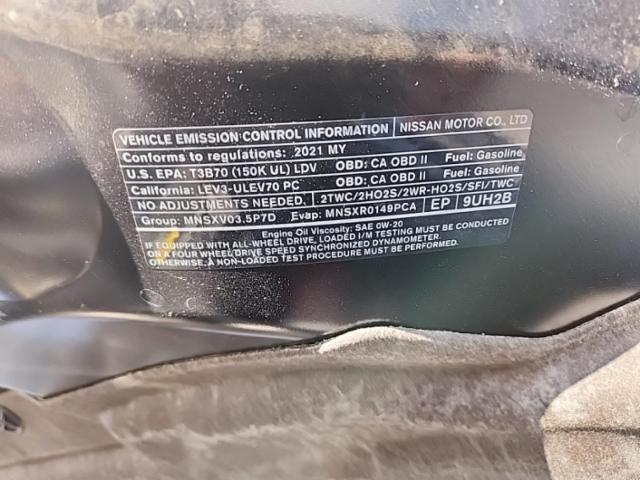 VEHICLE EMISSION CONTROL INFORMATION NISSAN MOTOR CO., LTD
Conforms to regulations: 2021 MY
U.S. EPA: T3B70 (150K UL) LDV OBD: CA OBD II Fuel: Gasoline
California: LEV3-ULEV70 PC OBD: CA OBD II Fuel: Gasoline
NO ADJUSTMENTS NEEDED. 2TWC/2HO2S/2WR-HO2S/SFI/TWC
Group: MNSXV03.5P7D Evap: MNSXR0149PCA EP 9UH2B
Engine Oil Viscosity: SAE 0W-20
IF EQUIPPED WITH ALL-WHEEL DRIVE, LOADED I/M TESTING MUST BE CONDUCTED
ON A FOUR WHEEL DRIVE SPEED SYNCHRONIZED DYNAMOMETER,
OTHERWISE, A NON-LOADED TEST PROCEDURE MUST BE PERFORMED.